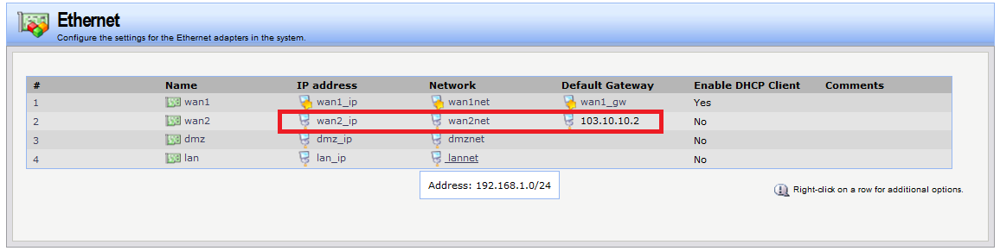 Ethernet
Configure the settings for the Ethernet adapters in the system.
# Name IP address Network Default Gateway Enable DHCP Client Comments
1 wan1 wan1_ip wan1net wan1_gw Yes
2 wan2 wan2_ip wan2net 103.10.10.2 No
3 dmz dmz_ip dmznet No
4 lan lan_ip lannet No
Address: 192.168.1.0/24
Right-click on a row for additional options.